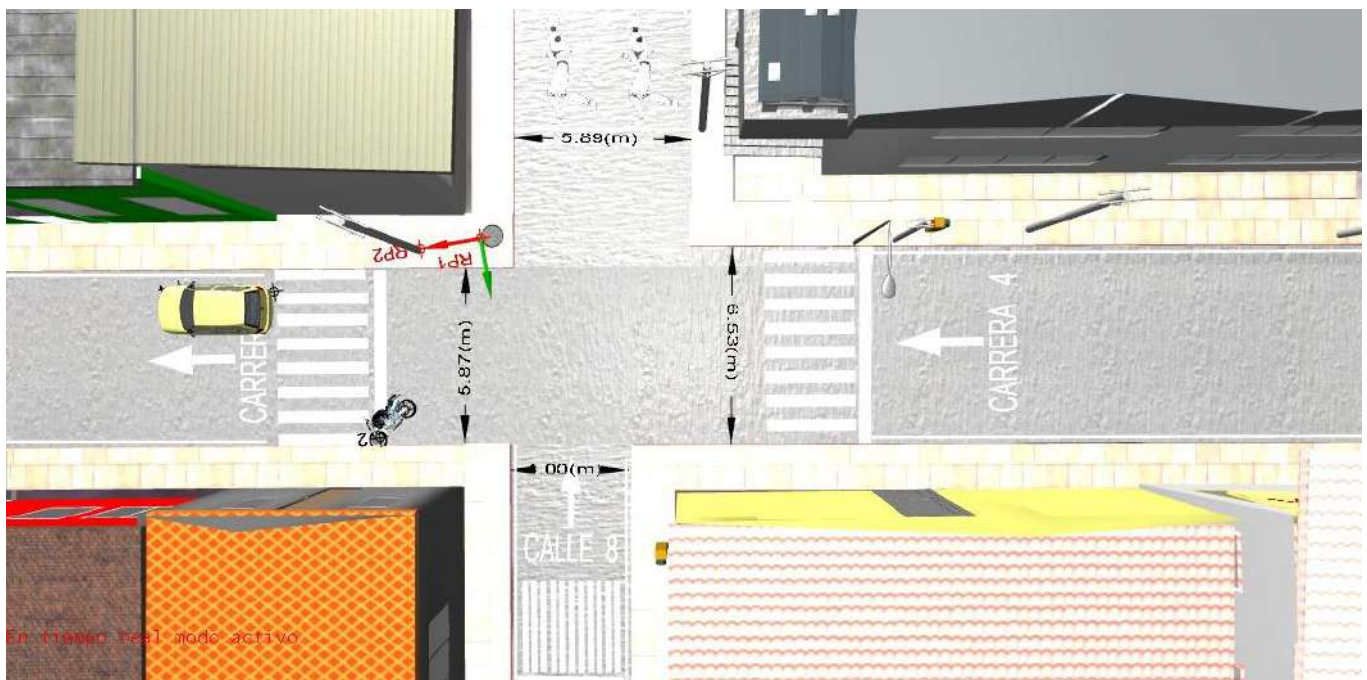 5.89(m)
RP2
RP1
CARRER
5.87(m)
6.53(m)
CARRERA 4
2
.00(m)
CALLE 8
En tiempo real modo activo